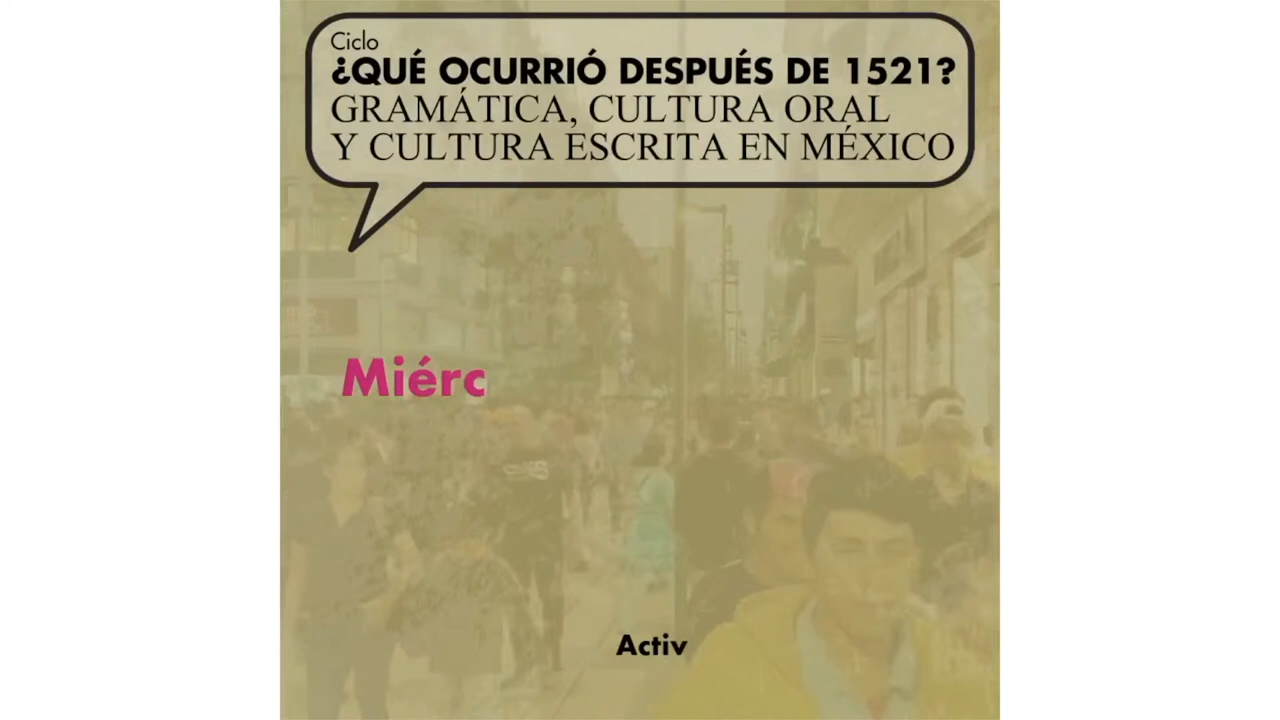 Ciclo
¿QUÉ OCURRIÓ DESPUÉS DE 1521?
GRAMÁTICA, CULTURA ORAL
Y CULTURA ESCRITA EN MÉXICO
Miérc
Activ